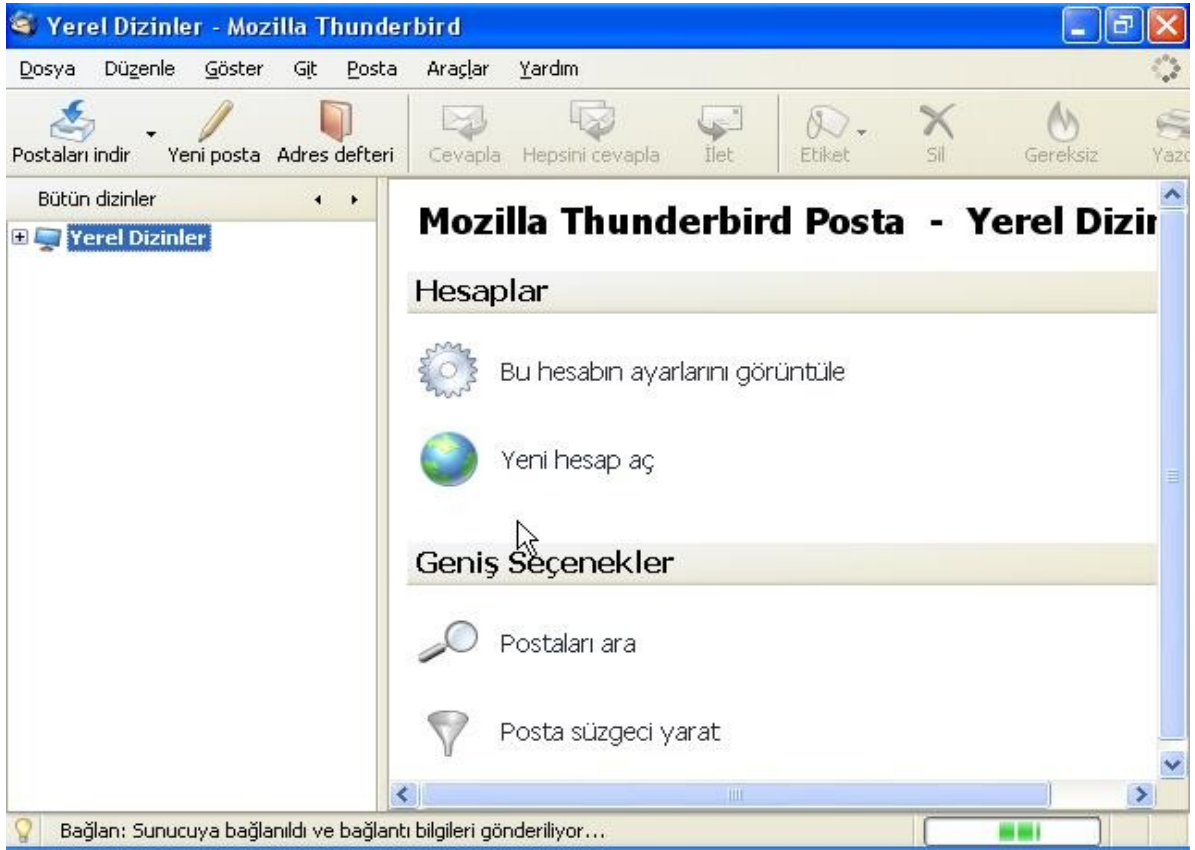 Yerel Dizinler - Mozilla Thunderbird
Dosya Düzenle Göster Git Posta Araçlar Yardım
Postaları indir Yeni posta Adres defteri Cevapla Hepsini cevapla İlet Etiket Sil Gereksiz
Bütün dizinler
Yerel Dizinler
Mozilla Thunderbird Posta - Yerel
Hesaplar
Bu hesabın ayarlarını görüntüle
Yeni hesap aç
Geniş Seçenekler
Postaları ara
Posta süzgeci yarat
Bağlan: Sunucuya bağlanıldı ve bağlantı bilgileri gönderiliyor...